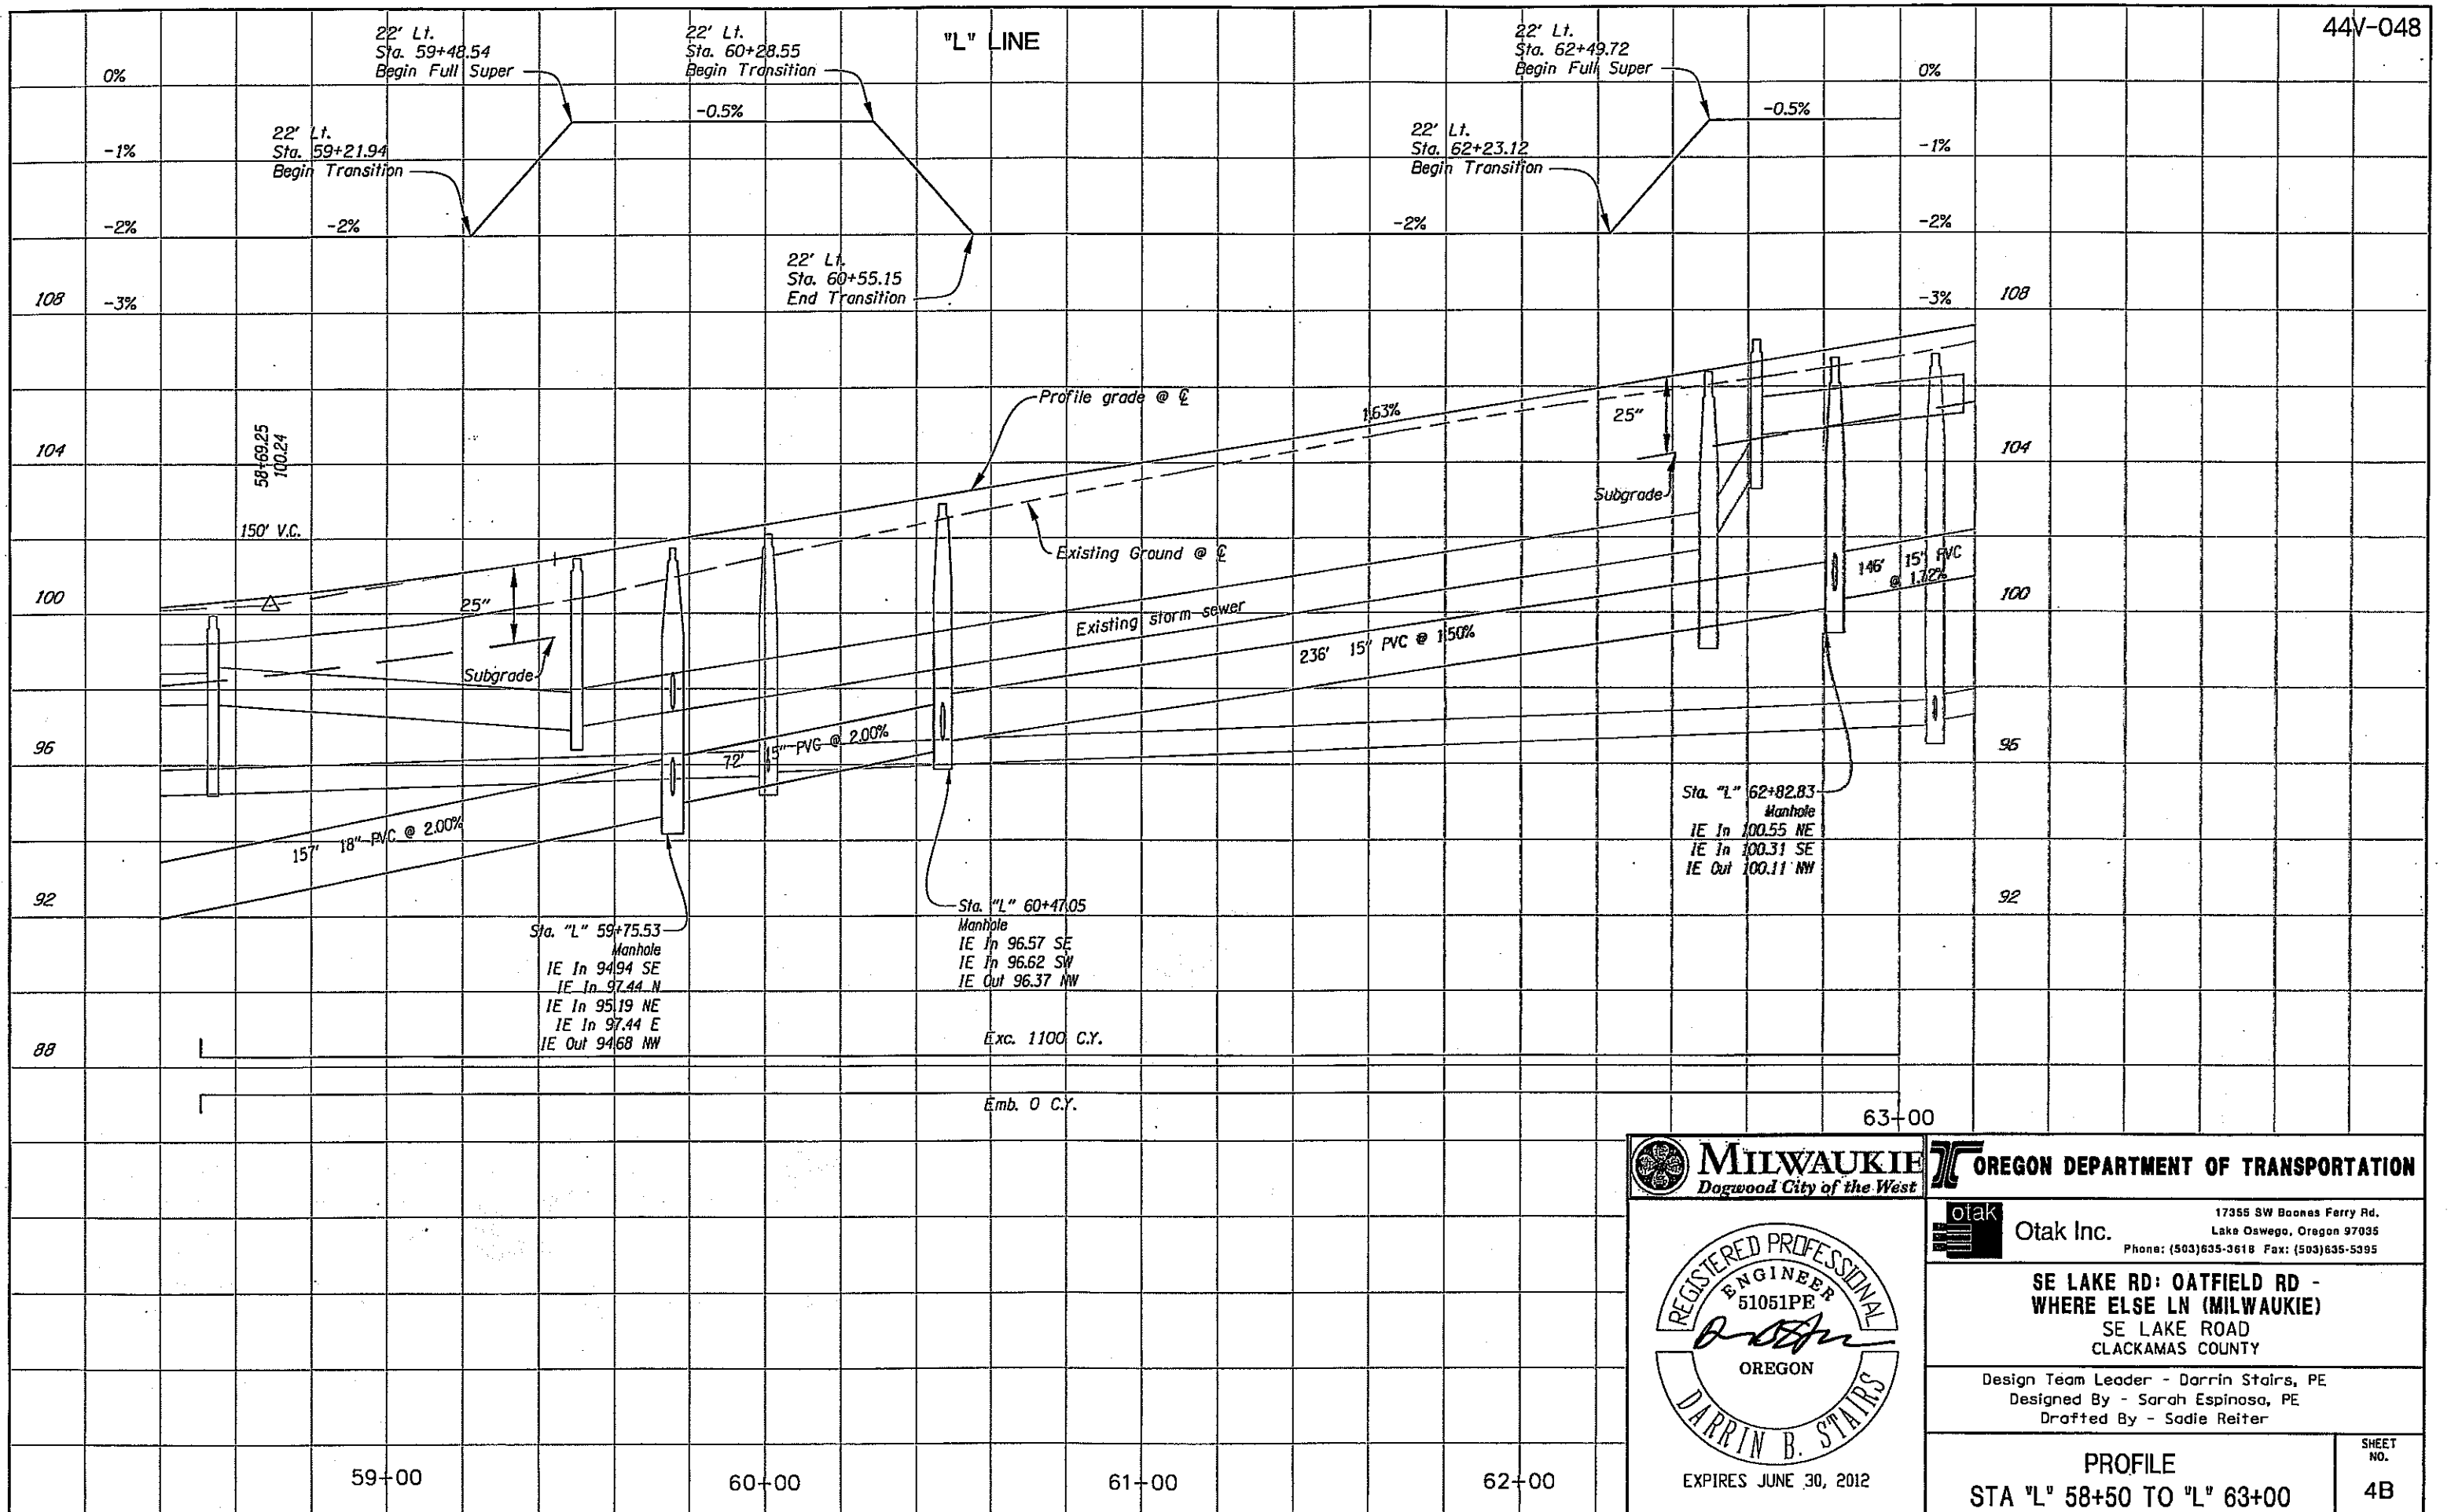 44V-048
"L" LINE
22' Lt.
Sta. 59+48.54
Begin Full Super
22' Lt.
Sta. 60+28.55
Begin Transition
22' Lt.
Sta. 62+49.72
Begin Full Super
0%
0%
-0.5%
-0.5%
22' Lt.
Sta. 59+21.94
Begin Transition
22' Lt.
Sta. 62+23.12
Begin Transition
-1%
-1%
-2%
-2%
-2%
-2%
22' Lt.
Sta. 60+55.15
End Transition
108
-3%
-3%
108
Profile grade @ ℄
1.63%
25"
104
58+69.25
100.24
104
Subgrade
150' V.C.
Existing Ground @ ℄
146' 15" PVC
@ 1.72%
100
25"
100
Existing storm sewer
236' 15" PVC @ 1.50%
Subgrade
96
72' 15" PVC @ 2.00%
96
157' 18" PVC @ 2.00%
Sta. "L" 62+82.83
Manhole
IE In 100.55 NE
IE In 100.31 SE
IE Out 100.11 NW
92
92
Sta. "L" 59+75.53
Manhole
IE In 94.94 SE
IE In 97.44 N
IE In 95.19 NE
IE In 97.44 E
IE Out 94.68 NW
Sta. "L" 60+47.05
Manhole
IE In 96.57 SE
IE In 96.62 SW
IE Out 96.37 NW
88
Exc. 1100 C.Y.
Emb. 0 C.Y.
63+00
59+00
60+00
61+00
62+00
MILWAUKIE
Dogwood City of the West
OREGON DEPARTMENT OF TRANSPORTATION
otak
Otak Inc.
17355 SW Boones Ferry Rd.
Lake Oswego, Oregon 97035
Phone: (503)635-3618 Fax: (503)635-5395
REGISTERED PROFESSIONAL
ENGINEER
51051PE
OREGON
DARRIN B. STAIRS
EXPIRES JUNE 30, 2012
SE LAKE RD: OATFIELD RD -
WHERE ELSE LN (MILWAUKIE)
SE LAKE ROAD
CLACKAMAS COUNTY
Design Team Leader - Darrin Stairs, PE
Designed By - Sarah Espinosa, PE
Drafted By - Sadie Reiter
PROFILE
STA "L" 58+50 TO "L" 63+00
SHEET
NO.
4B